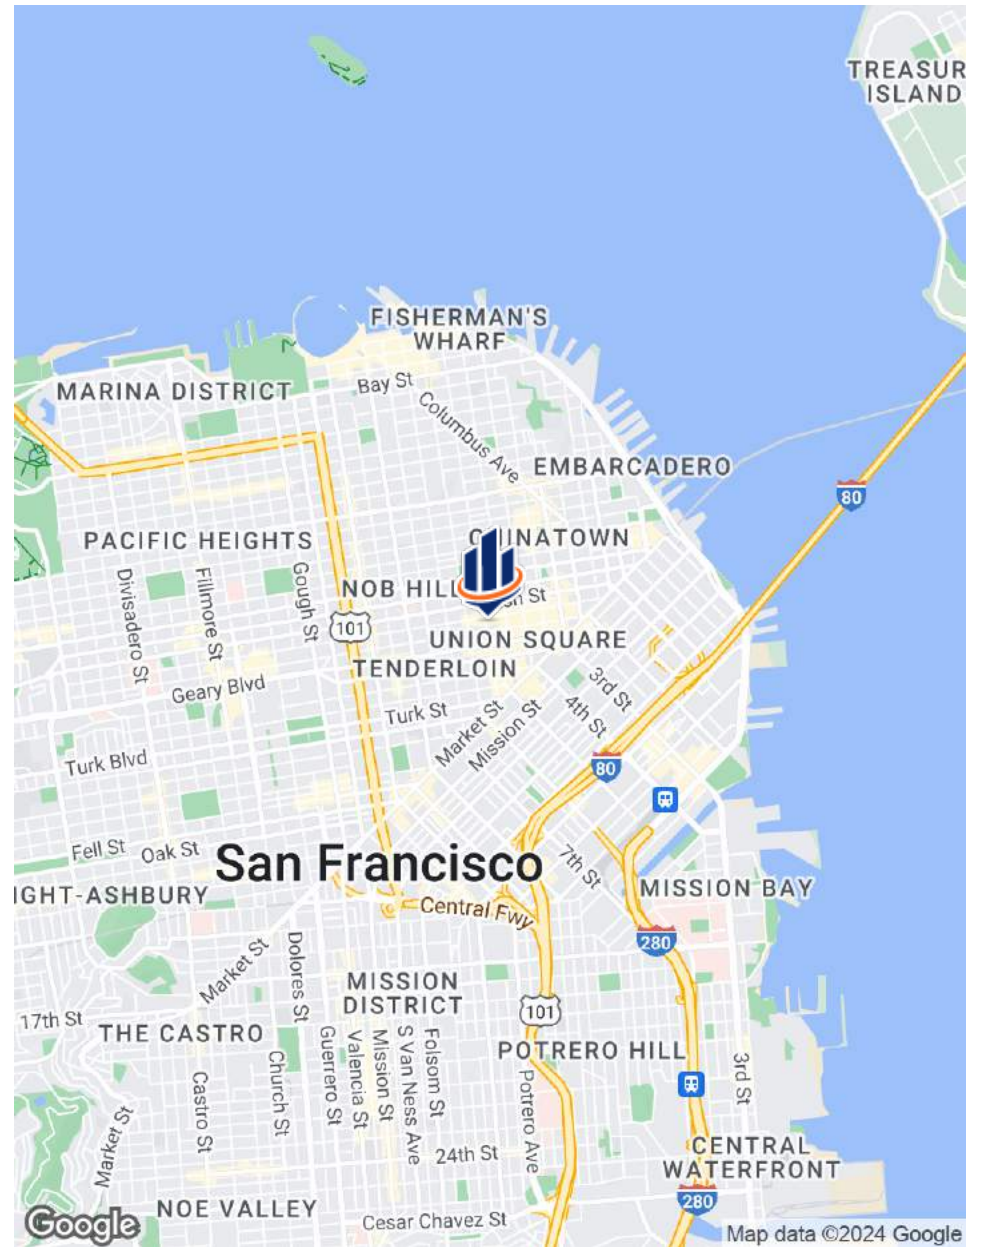 TREASUR
ISLAND
FISHERMAN'S
WHARF
Bay St
MARINA DISTRICT
Columbus Ave
EMBARCADERO
80
PACIFIC HEIGHTS
Divisadero St
Fillmore St
Gough St
NOB HILL
101
UNION SQUARE
TENDERLOIN
Geary Blvd
3rd St
Turk St
4th St
Market St
Mission St
Turk Blvd
80
Fell St
Oak St
San Francisco
7th St
IGHT-ASHBURY
MISSION BAY
Central Fwy
280
Market St
Dolores St
MISSION
DISTRICT
17th St
THE CASTRO
101
Guerrero St
Valencia St
Mission St
S Van Ness Ave
Folsom St
POTRERO HILL
Church St
Castro St
Potrero Ave
3rd St
Market St
24th St
CENTRAL
WATERFRONT
280
NOE VALLEY
Cesar Chavez St
Google
Map data ©2024 Google